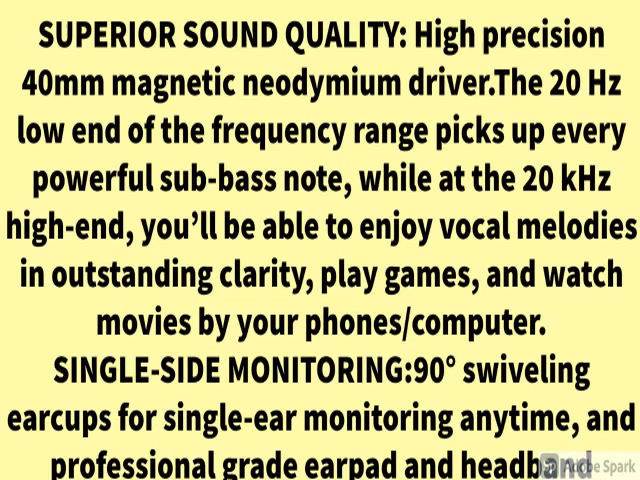 SUPERIOR SOUND QUALITY: High precision
40mm magnetic neodymium driver.The 20 Hz
low end of the frequency range picks up every
powerful sub-bass note, while at the 20 kHz
high-end, you’ll be able to enjoy vocal melodies
in outstanding clarity, play games, and watch
movies by your phones/computer.
SINGLE-SIDE MONITORING:90° swiveling
earcups for single-ear monitoring anytime, and
professional grade earpad and headband
Adobe Spark